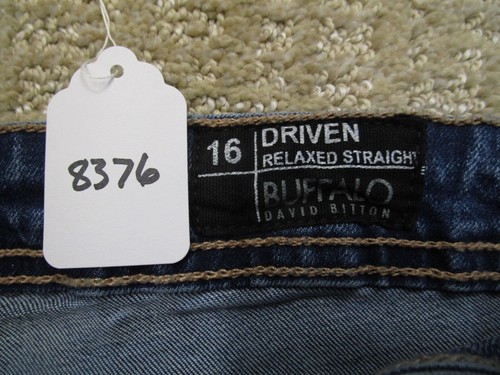 8376
16
DRIVEN
RELAXED STRAIGHT
BUFFALO
DAVID BITTON